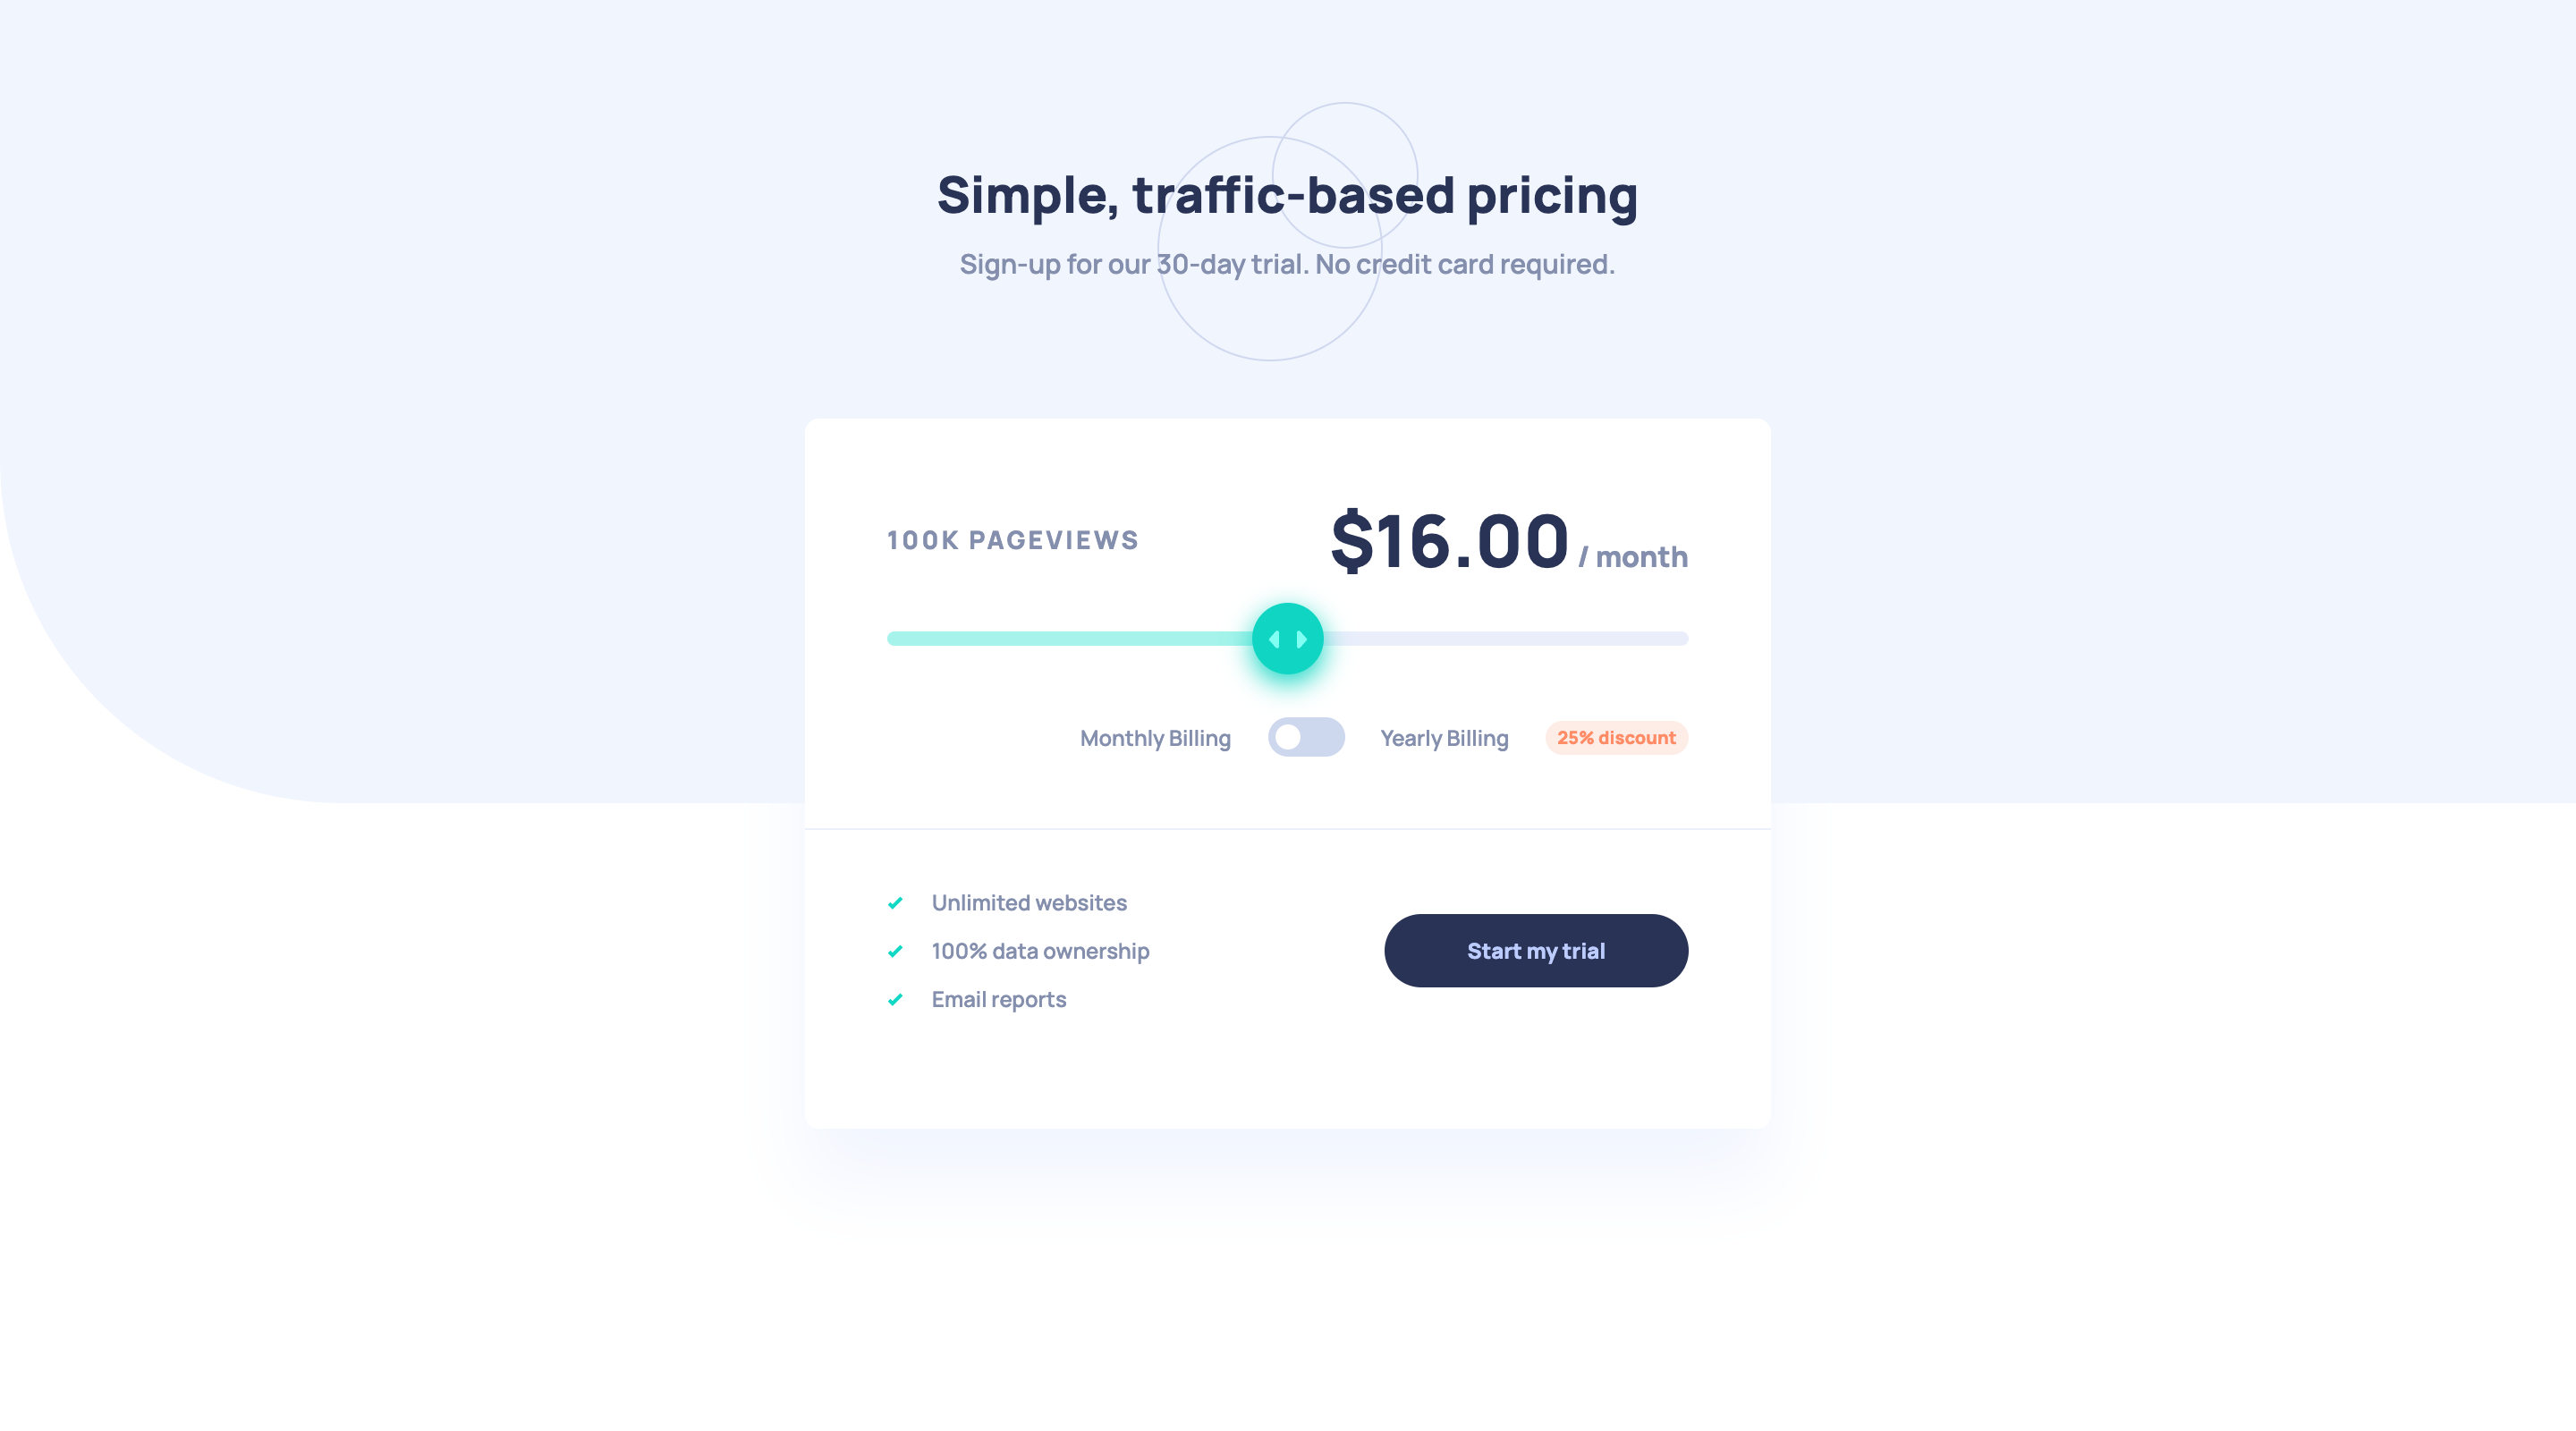 Simple, traffic-based pricing
Sign-up for our 30-day trial. No credit card required.
100K PAGEVIEWS
$16.00 / month
Monthly Billing
Yearly Billing
25% discount
Unlimited websites
100% data ownership
Email reports
Start my trial